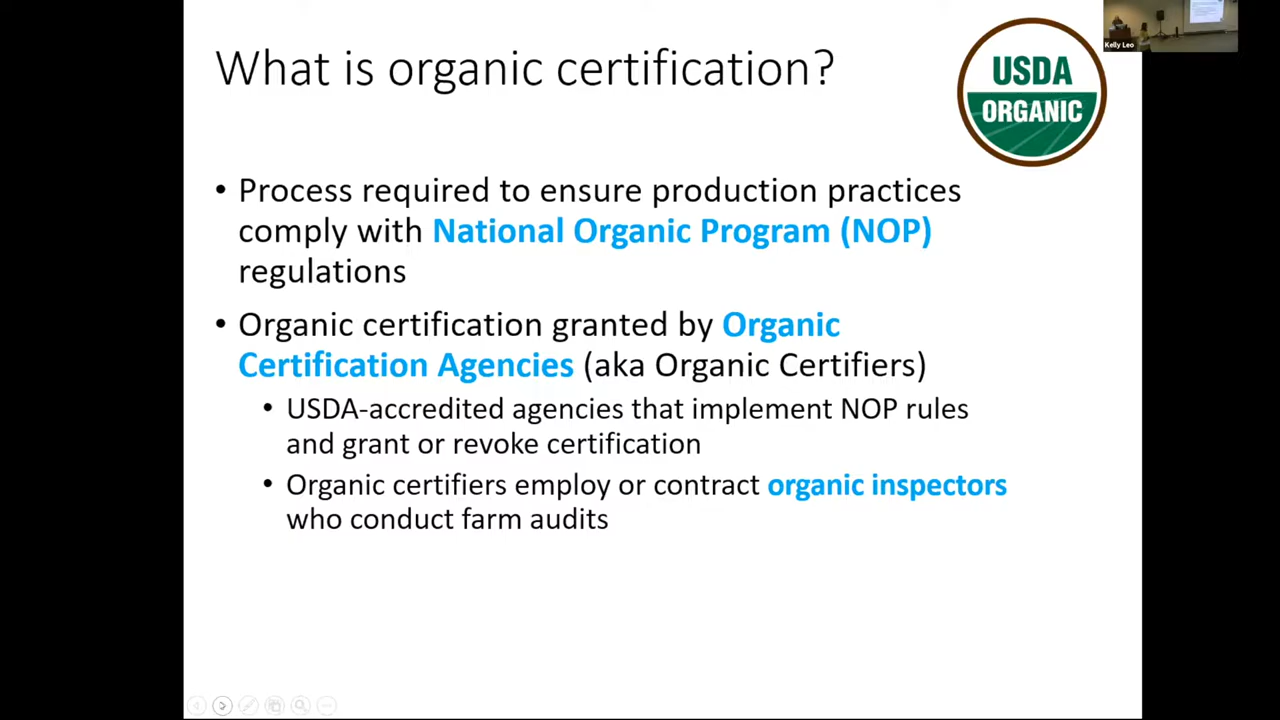 What is organic certification?
USDA
ORGANIC
Kelly Leo
• Process required to ensure production practices
comply with National Organic Program (NOP)
regulations
• Organic certification granted by Organic
Certification Agencies (aka Organic Certifiers)
• USDA-accredited agencies that implement NOP rules
and grant or revoke certification
• Organic certifiers employ or contract organic inspectors
who conduct farm audits